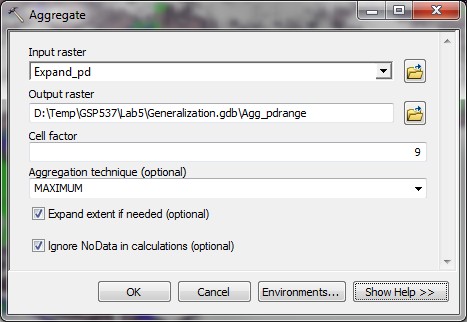 Aggregate
Input raster
Expand_pd
Output raster
D:\Temp\GSP537\Lab5\Generalization.gdb\Agg_pdrange
Cell factor
9
Aggregation technique (optional)
MAXIMUM
Expand extent if needed (optional)
Ignore NoData in calculations (optional)
OK Cancel Environments... Show Help >>